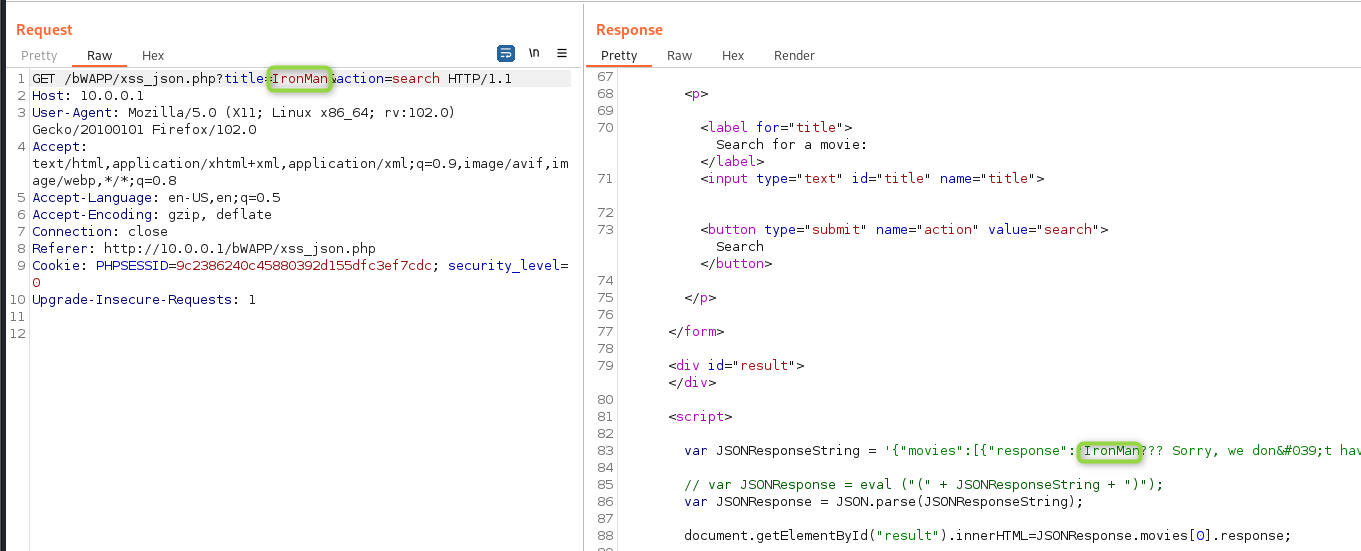 Request
Pretty Raw Hex \n
1 GET /bWAPP/xss_json.php?title=IronMan&action=search HTTP/1.1
2 Host: 10.0.0.1
3 User-Agent: Mozilla/5.0 (X11; Linux x86_64; rv:102.0)
Gecko/20100101 Firefox/102.0
4 Accept:
text/html,application/xhtml+xml,application/xml;q=0.9,image/avif,im
age/webp,*/*;q=0.8
5 Accept-Language: en-US,en;q=0.5
6 Accept-Encoding: gzip, deflate
7 Connection: close
8 Referer: http://10.0.0.1/bWAPP/xss_json.php
9 Cookie: PHPSESSID=9c2386240c45880392d155dfc3ef7cdc; security_level=
0
10 Upgrade-Insecure-Requests: 1
11
12
Response
Pretty Raw Hex Render
67
68 <p>
69
70 <label for="title">
Search for a movie:
</label>
71 <input type="text" id="title" name="title">
72
73 <button type="submit" name="action" value="search">
Search
</button>
74
75 </p>
76
77 </form>
78
79 <div id="result">
</div>
80
81 <script>
82
83 var JSONResponseString = '{"movies":[{"response":"IronMan??? Sorry, we don&#039;t hav
84
85 // var JSONResponse = eval ("(" + JSONResponseString + ")");
86 var JSONResponse = JSON.parse(JSONResponseString);
87
88 document.getElementById("result").innerHTML=JSONResponse.movies[0].response;